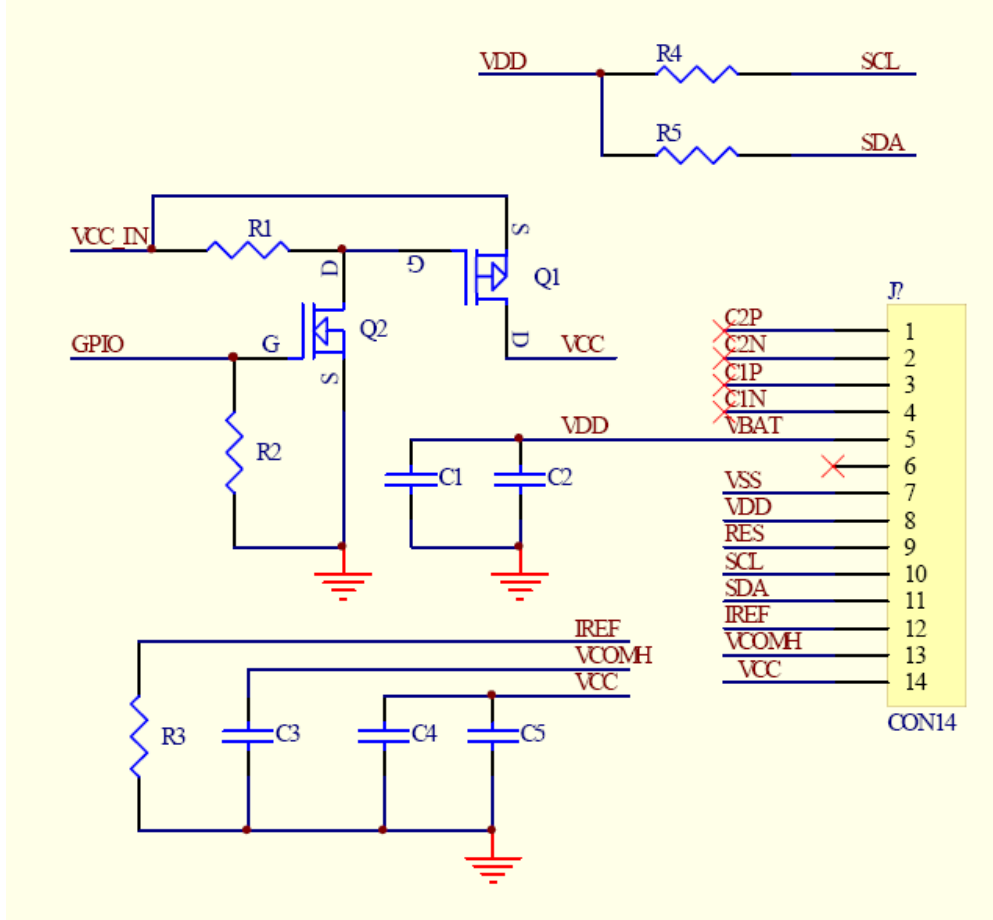 VDD
R4
SCL
R5
SDA
VCC_IN
R1
D
G
S
Q1
D
VCC
GPIO
G
Q2
S
R2
VDD
C1
C2
J?
C2P
1
C2N
2
C1P
3
C1N
4
VBAT
5
6
VSS
7
VDD
8
RES
9
SCL
10
SDA
11
IREF
12
VCOMH
13
VCC
14
CON14
IREF
VCOMH
VCC
R3
C3
C4
C5